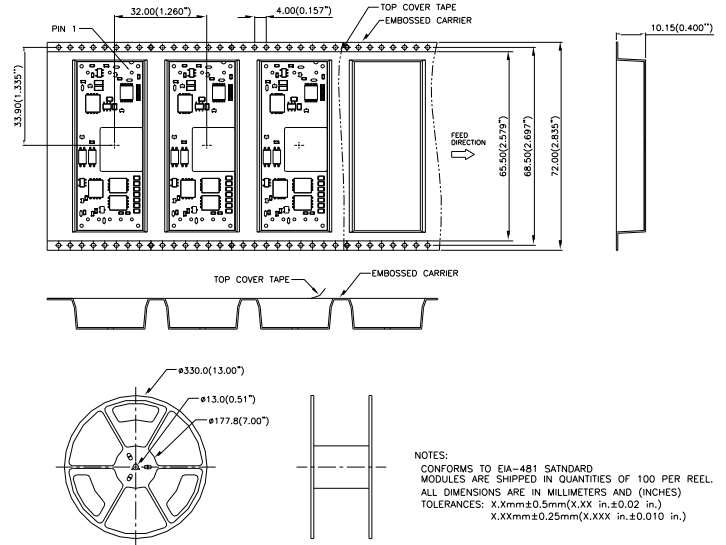 32.00(1.260")
4.00(0.157")
TOP COVER TAPE
EMBOSSED CARRIER
PIN 1
10.15(0.400")
33.90(1.335")
FEED
DIRECTION
65.50(2.579")
68.50(2.697")
72.00(2.835")
TOP COVER TAPE
EMBOSSED CARRIER
ø330.0(13.00")
ø13.0(0.51")
ø177.8(7.00")
NOTES:
CONFORMS TO EIA-481 SATNDARD
MODULES ARE SHIPPED IN QUANTITIES OF 100 PER REEL.
ALL DIMENSIONS ARE IN MILLIMETERS AND (INCHES)
TOLERANCES: X.Xmm±0.5mm(X.XX in.±0.02 in.)
X.XXmm±0.25mm(X.XXX in.±0.010 in.)